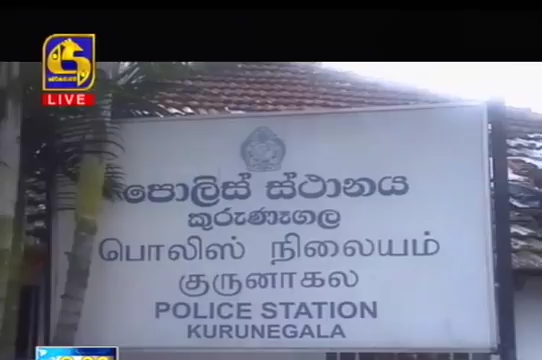 LIVE
පොලිස් ස්ථානය
කුරුණෑගල
பொலிஸ் நிலையம்
குருனாகல
POLICE STATION
KURUNEGALA